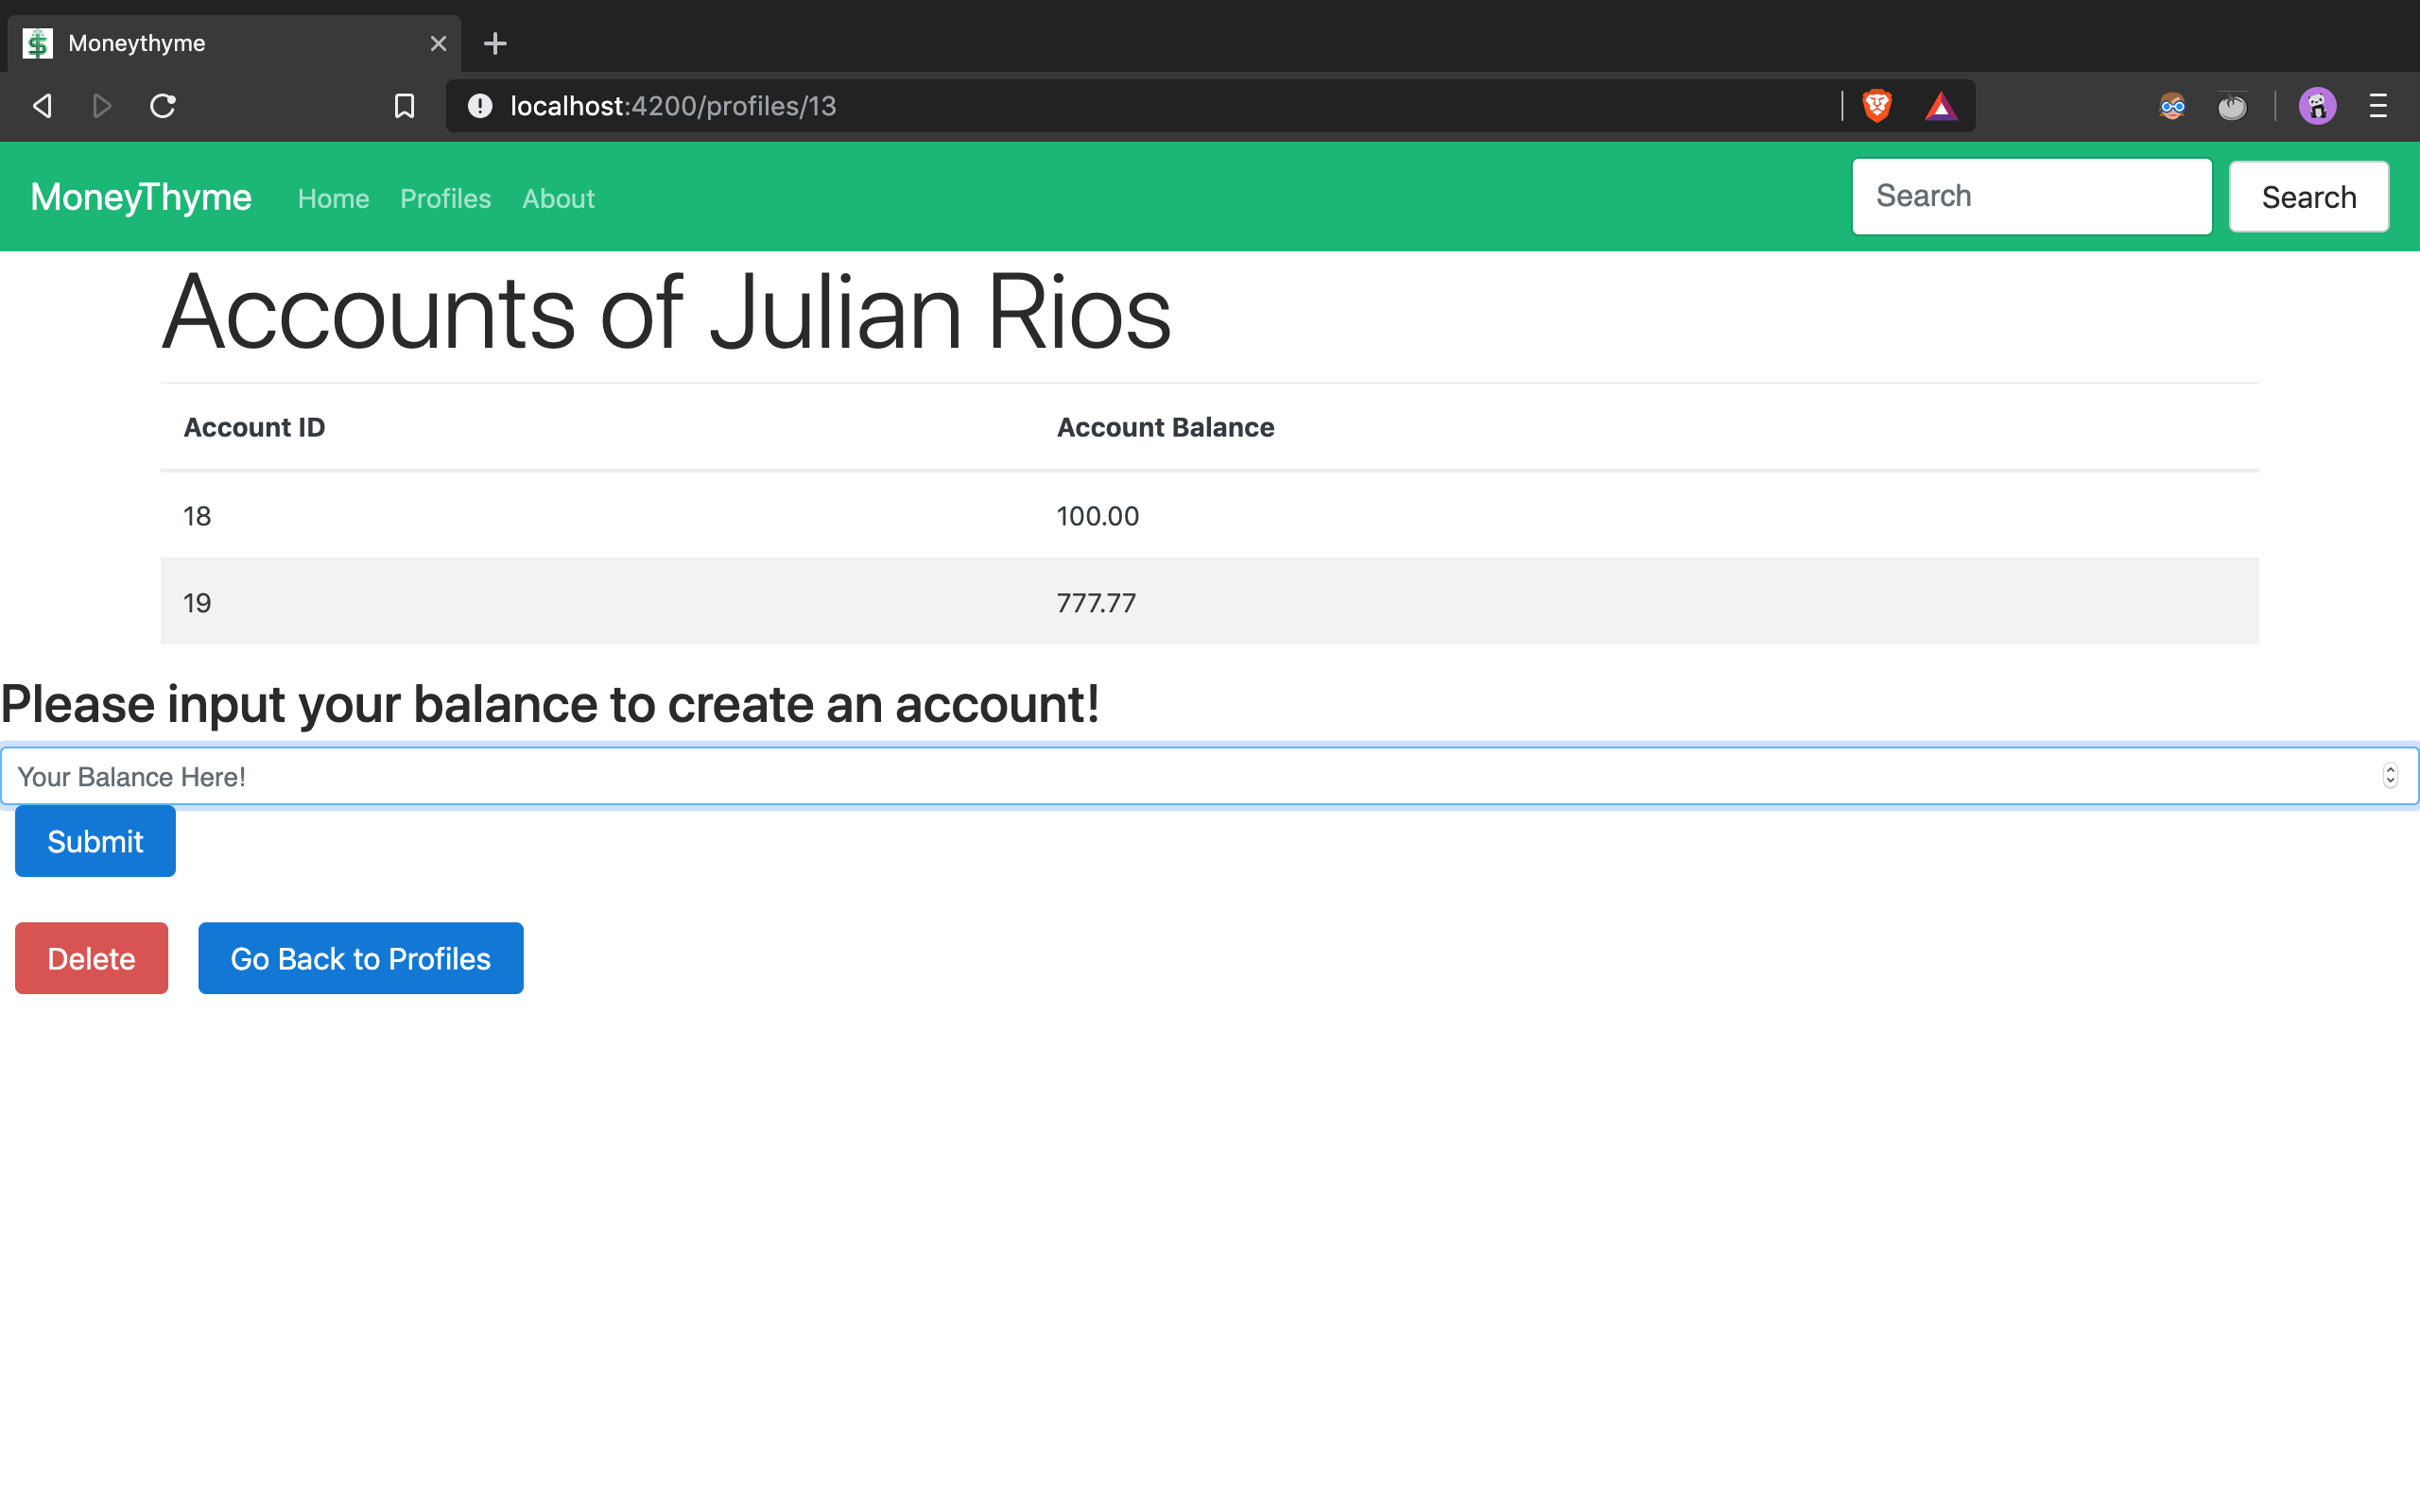 Moneythyme
localhost:4200/profiles/13
MoneyThyme Home Profiles About Search Search
Accounts of Julian Rios
Account ID Account Balance
18 100.00
19 777.77
Please input your balance to create an account!
Your Balance Here!
Submit
Delete Go Back to Profiles